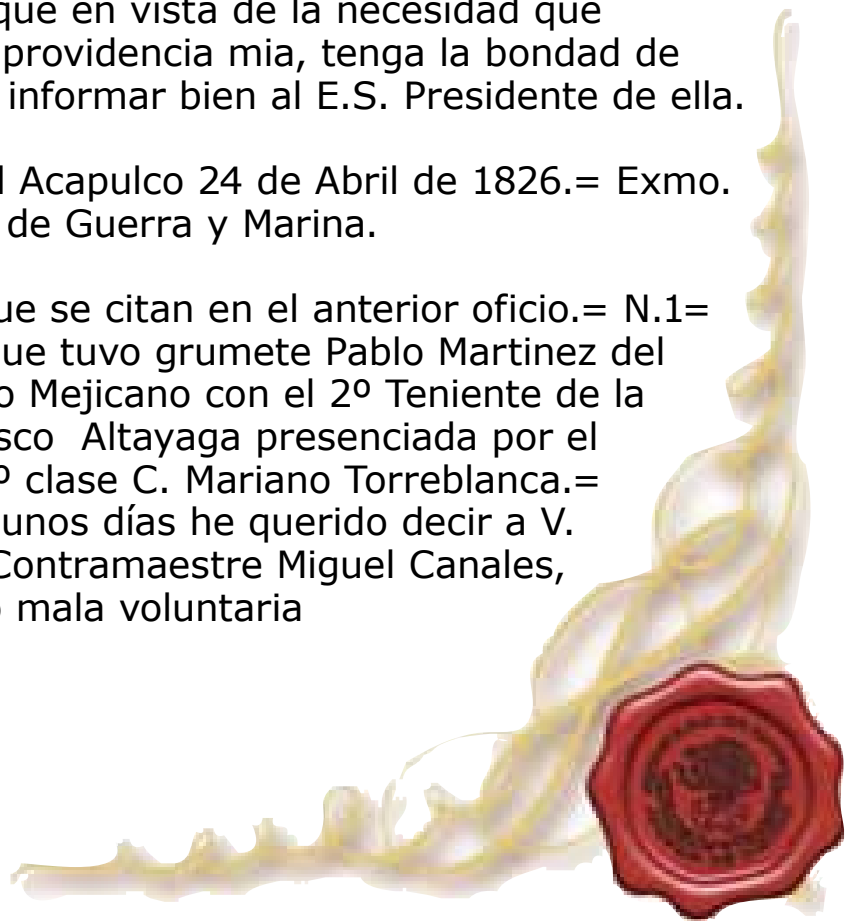 que en vista de la necesidad que
providencia mia, tenga la bondad de
informar bien al E.S. Presidente de ella.
Acapulco 24 de Abril de 1826.= Exmo.
de Guerra y Marina.
se citan en el anterior oficio.= N.1=
tuvo grumete Pablo Martinez del
Mejicano con el 2º Teniente de la
Altayaga presenciada por el
clase C. Mariano Torreblanca.=
unos días he querido decir a V.
Contramaestre Miguel Canales,
mala voluntaria